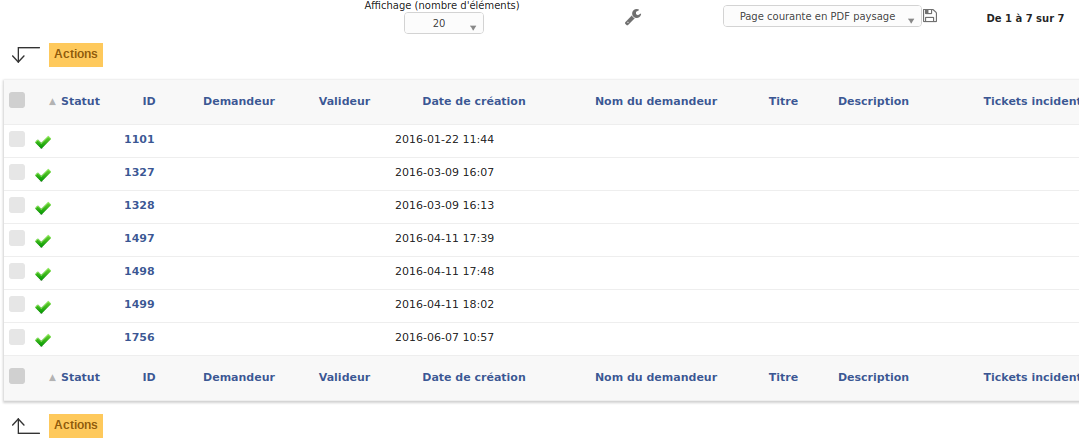 Affichage (nombre d'éléments)
20
Page courante en PDF paysage
De 1 à 7 sur 7
Actions
Statut ID Demandeur Valideur Date de création Nom du demandeur Titre Description Tickets incident
1101 2016-01-22 11:44
1327 2016-03-09 16:07
1328 2016-03-09 16:13
1497 2016-04-11 17:39
1498 2016-04-11 17:48
1499 2016-04-11 18:02
1756 2016-06-07 10:57
Statut ID Demandeur Valideur Date de création Nom du demandeur Titre Description Tickets incident
Actions